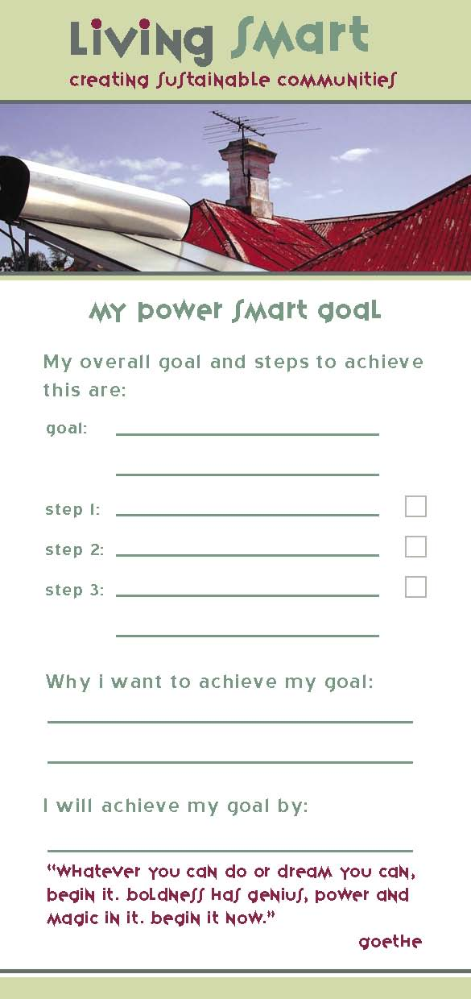 Living Smart
creating sustainable communities
my power smart goal
My overall goal and steps to achieve
this are:
goal:
step 1:
step 2:
step 3:
Why i want to achieve my goal:
I will achieve my goal by:
"Whatever you can do or dream you can,
begin it. boldness has genius, power and
magic in it. begin it now."
goethe